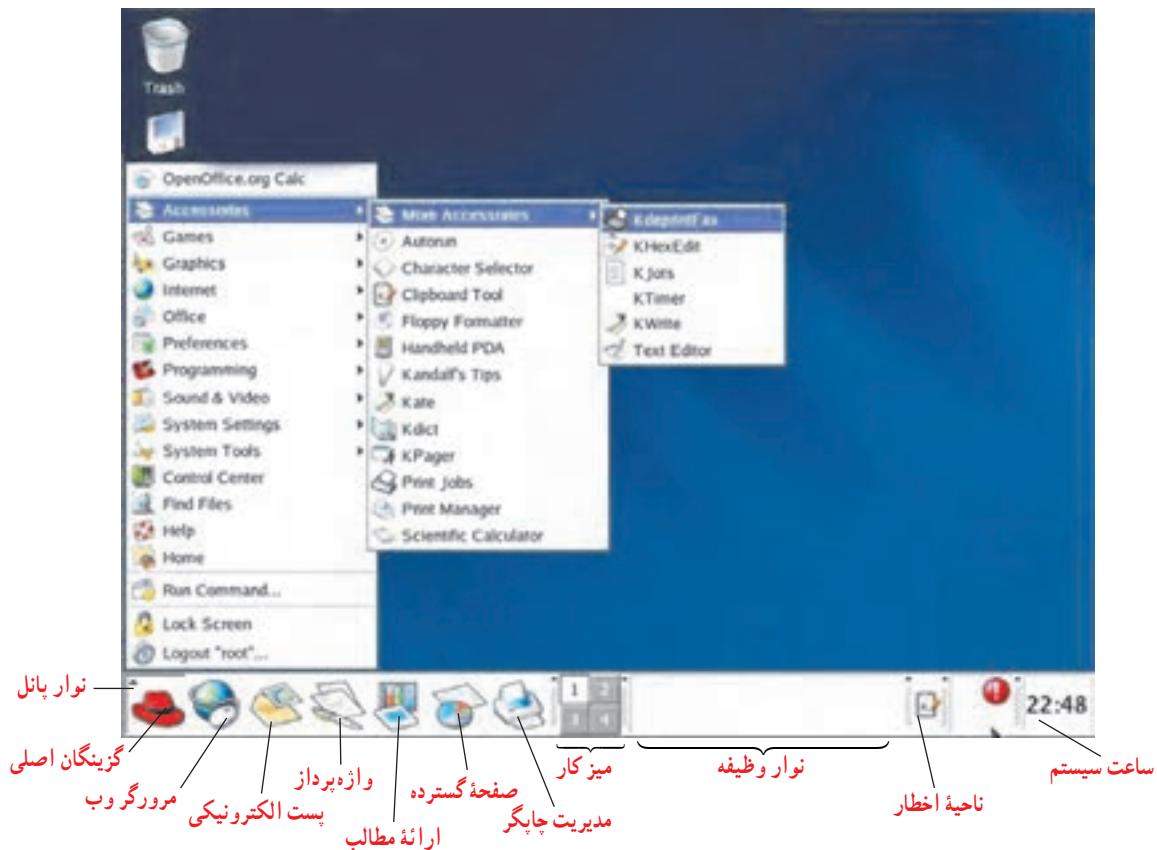 Trash
OpenOffice.org Calc
Accessories
Games
Graphics
Internet
Office
Preferences
Programming
Sound & Video
System Settings
System Tools
Control Center
Find Files
Help
Home
Run Command...
Lock Screen
Logout "root"...
More Accessories
Autorun
Character Selector
Clipboard Tool
Floppy Formatter
Handheld PDA
Kandalf's Tips
Kate
Kdict
KPager
Print Jobs
Print Manager
Scientific Calculator
KdeprintFax
KHexEdit
KJots
KTimer
KWrite
Text Editor
1 2
3 4
22:48
نوار پانل
گزینگان اصلی
مرورگر وب
پست الکترونیکی
واژه‌پرداز
ارائۀ مطالب
صفحۀ گسترده
مدیریت چاپگر
میز کار
نوار وظیفه
ناحیۀ اخطار
ساعت سیستم